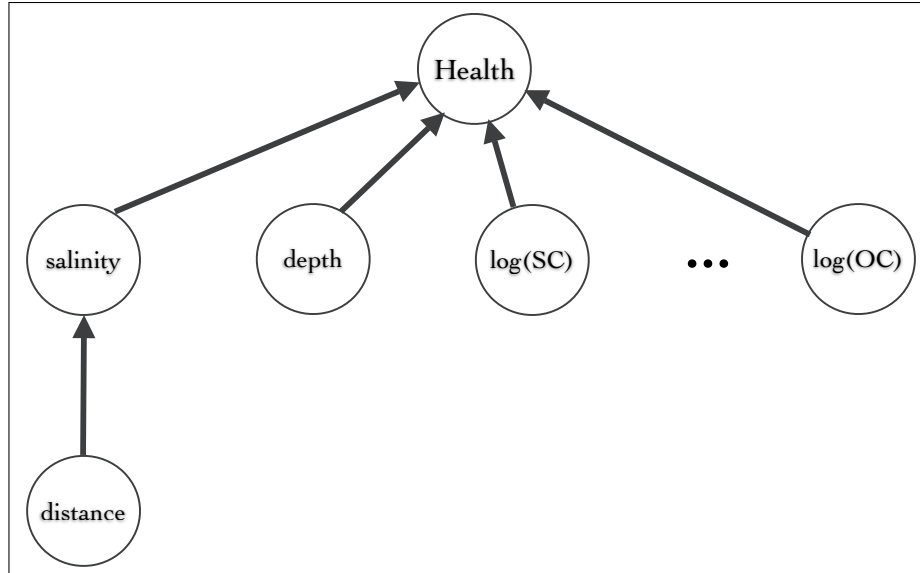 Health
salinity
depth
log(SC)
...
log(OC)
distance